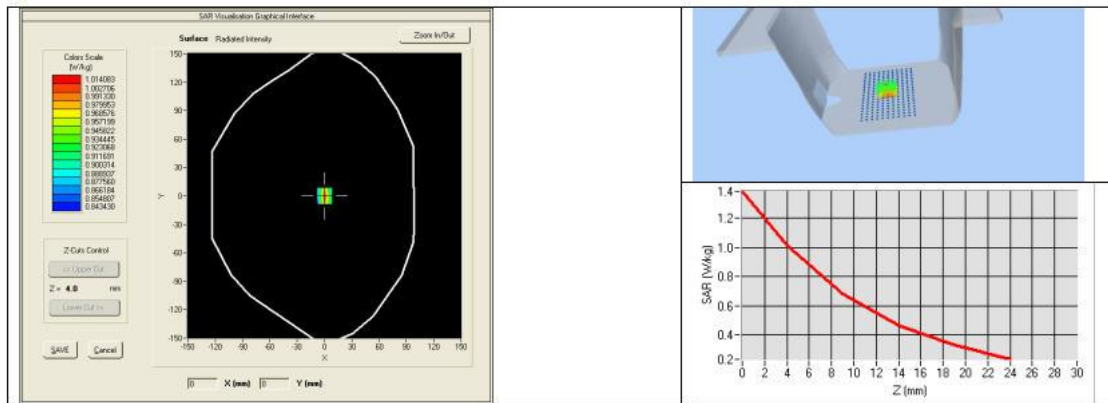 SAR Visualisation Graphical Interface
Surface Radiated Intensity
Zoom In/Out
Colors Scale
(W/kg)
1.014083
1.002706
0.991330
0.979953
0.968576
0.957199
0.945822
0.934445
0.923068
0.911691
0.900314
0.888937
0.877560
0.866184
0.854807
0.843430
Z-Cuts Control
<< Upper Cut
Z = 4.0 mm
Lower Cut >>
SAVE Cancel
150
120
90
60
30
0
-30
-60
-90
-120
-150
Y
-150 -120 -90 -60 -30 0 30 60 90 120 150
X
0 X (mm) 0 Y (mm)
1.4
1.2
1.0
0.8
0.6
0.4
0.2
SAR (W/kg)
0 2 4 6 8 10 12 14 16 18 20 22 24 26 28 30
Z (mm)